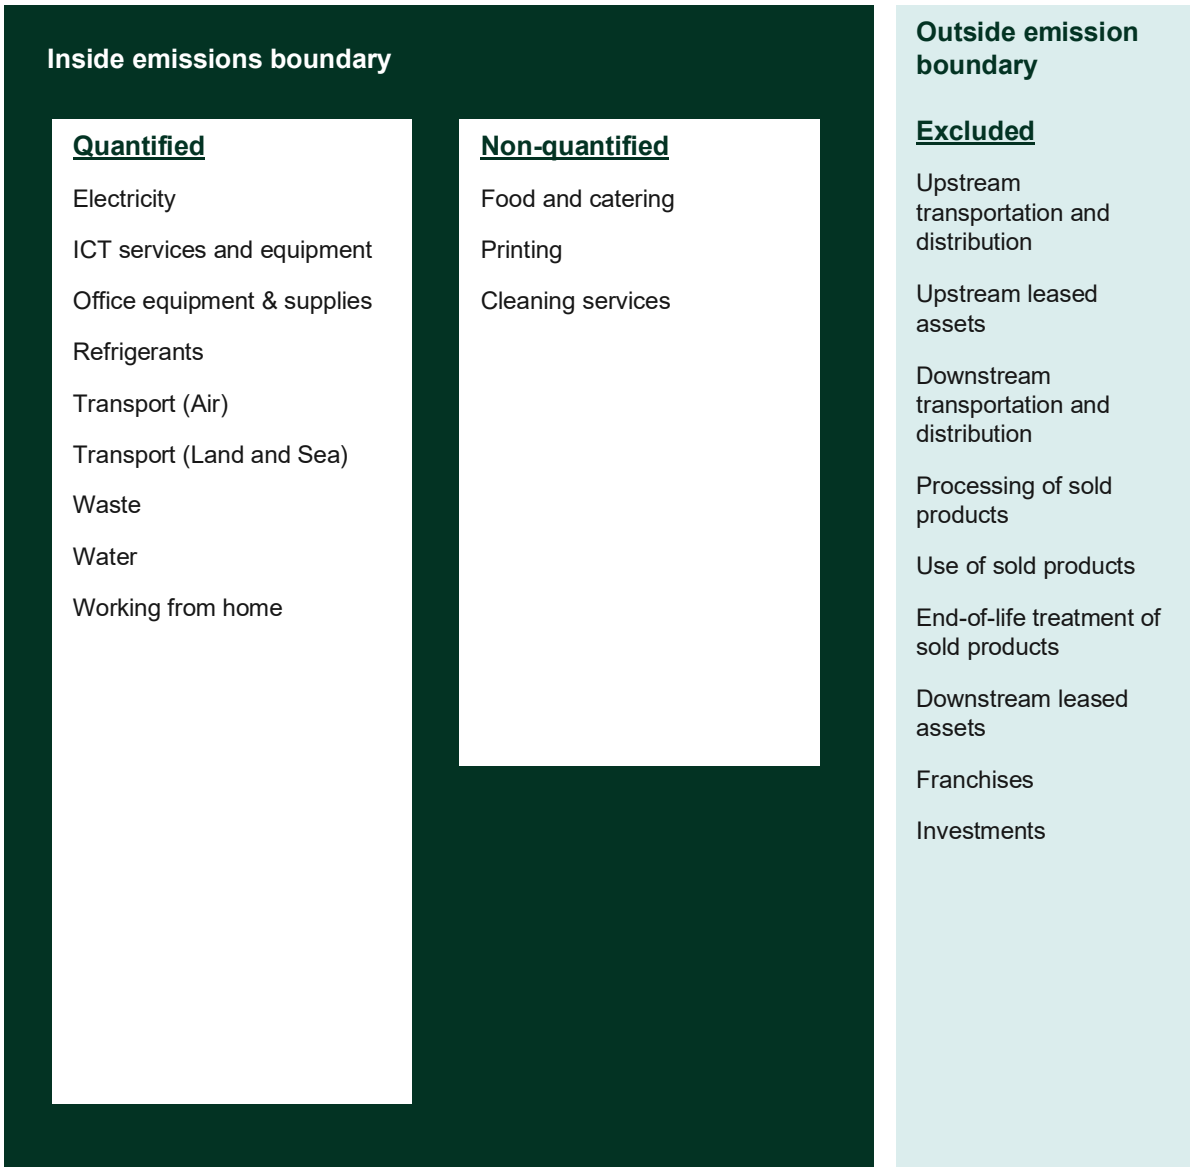 Inside emissions boundary
Quantified
Electricity
ICT services and equipment
Office equipment & supplies
Refrigerants
Transport (Air)
Transport (Land and Sea)
Waste
Water
Working from home
Non-quantified
Food and catering
Printing
Cleaning services
Outside emission
boundary
Excluded
Upstream
transportation and
distribution
Upstream leased
assets
Downstream
transportation and
distribution
Processing of sold
products
Use of sold products
End-of-life treatment of
sold products
Downstream leased
assets
Franchises
Investments